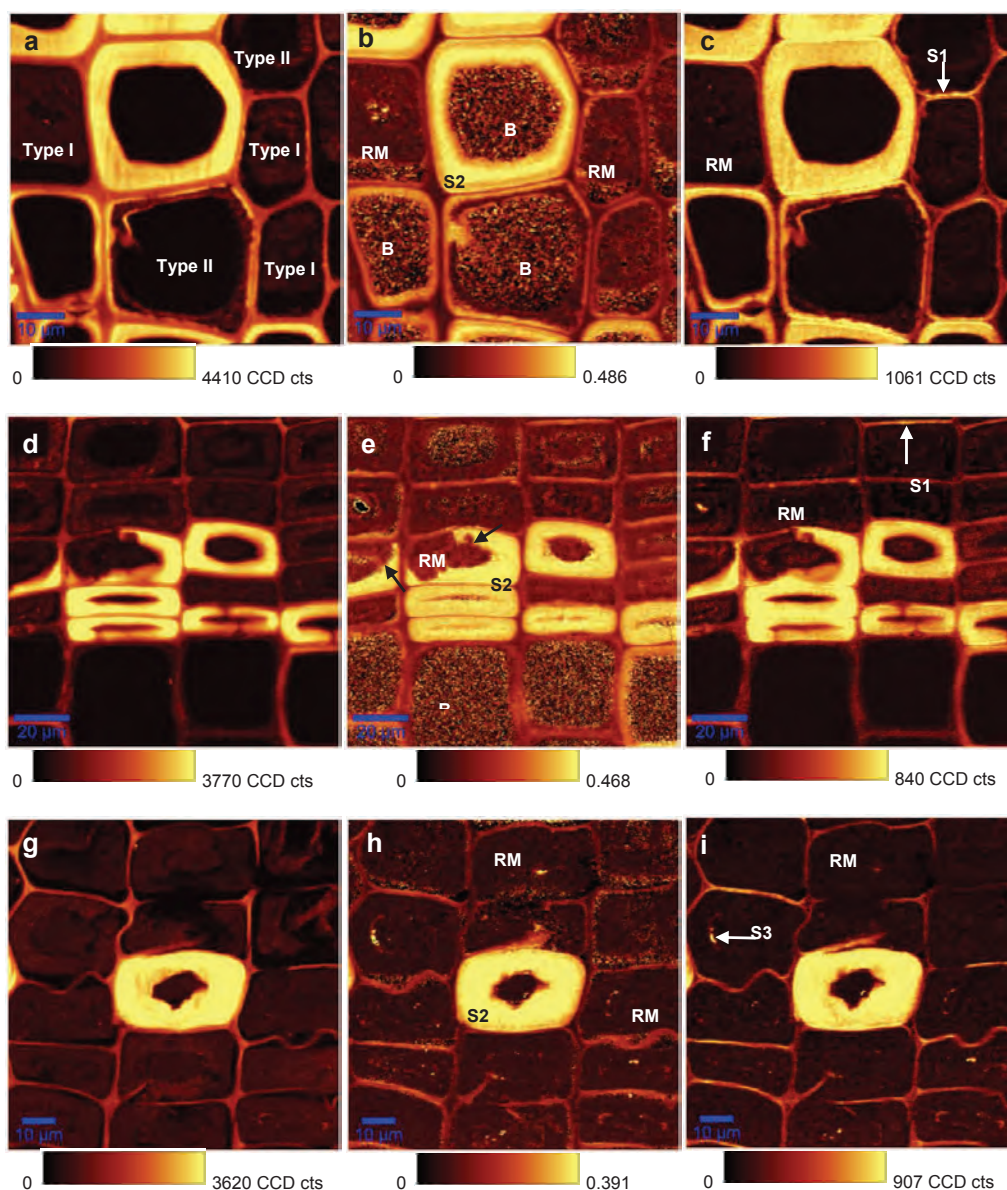 a
Type II
Type I
Type I
Type II
Type I
10 µm
0 4410 CCD cts
b
B
RM
RM
S2
B
B
10 µm
0 0.486
c
S1
RM
10 µm
0 1061 CCD cts
d
20 µm
0 3770 CCD cts
e
RM
S2
20 µm
0 0.468
f
S1
RM
20 µm
0 840 CCD cts
g
10 µm
0 3620 CCD cts
h
RM
S2
RM
10 µm
0 0.391
i
RM
S3
10 µm
0 907 CCD cts